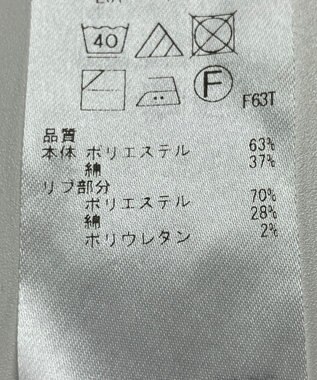 40
F
F63T
品質
本体 ポリエステル 63%
綿 37%
リブ部分
ポリエステル 70%
綿 28%
ポリウレタン 2%